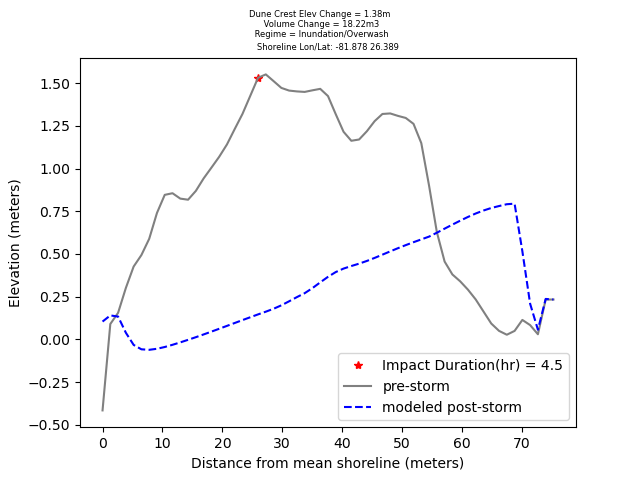 Dune Crest Elev Change = 1.38m
Volume Change = 18.22m3
Regime = Inundation/Overwash
Shoreline Lon/Lat: -81.878 26.389
1.50
1.25
1.00
0.75
0.50
0.25
0.00
−0.25
−0.50
Elevation (meters)
Impact Duration(hr) = 4.5
pre-storm
modeled post-storm
0 10 20 30 40 50 60 70
Distance from mean shoreline (meters)